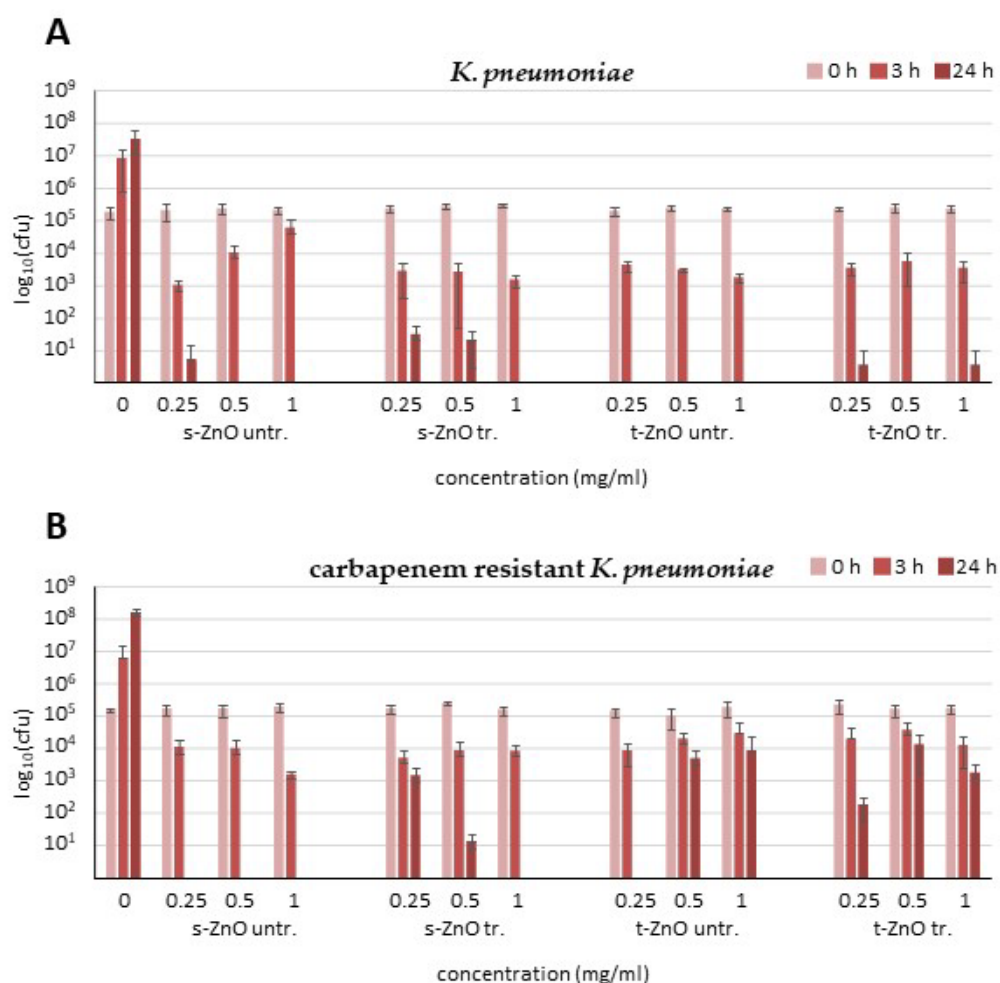 A
K. pneumoniae
0 h 3 h 24 h
10⁹
10⁸
10⁷
10⁶
10⁵
10⁴
10³
10²
10¹
log₁₀(cfu)
0 0.25 0.5 1 0.25 0.5 1 0.25 0.5 1 0.25 0.5 1
s-ZnO untr. s-ZnO tr. t-ZnO untr. t-ZnO tr.
concentration (mg/ml)
B
carbapenem resistant K. pneumoniae
0 h 3 h 24 h
10⁹
10⁸
10⁷
10⁶
10⁵
10⁴
10³
10²
10¹
log₁₀(cfu)
0 0.25 0.5 1 0.25 0.5 1 0.25 0.5 1 0.25 0.5 1
s-ZnO untr. s-ZnO tr. t-ZnO untr. t-ZnO tr.
concentration (mg/ml)